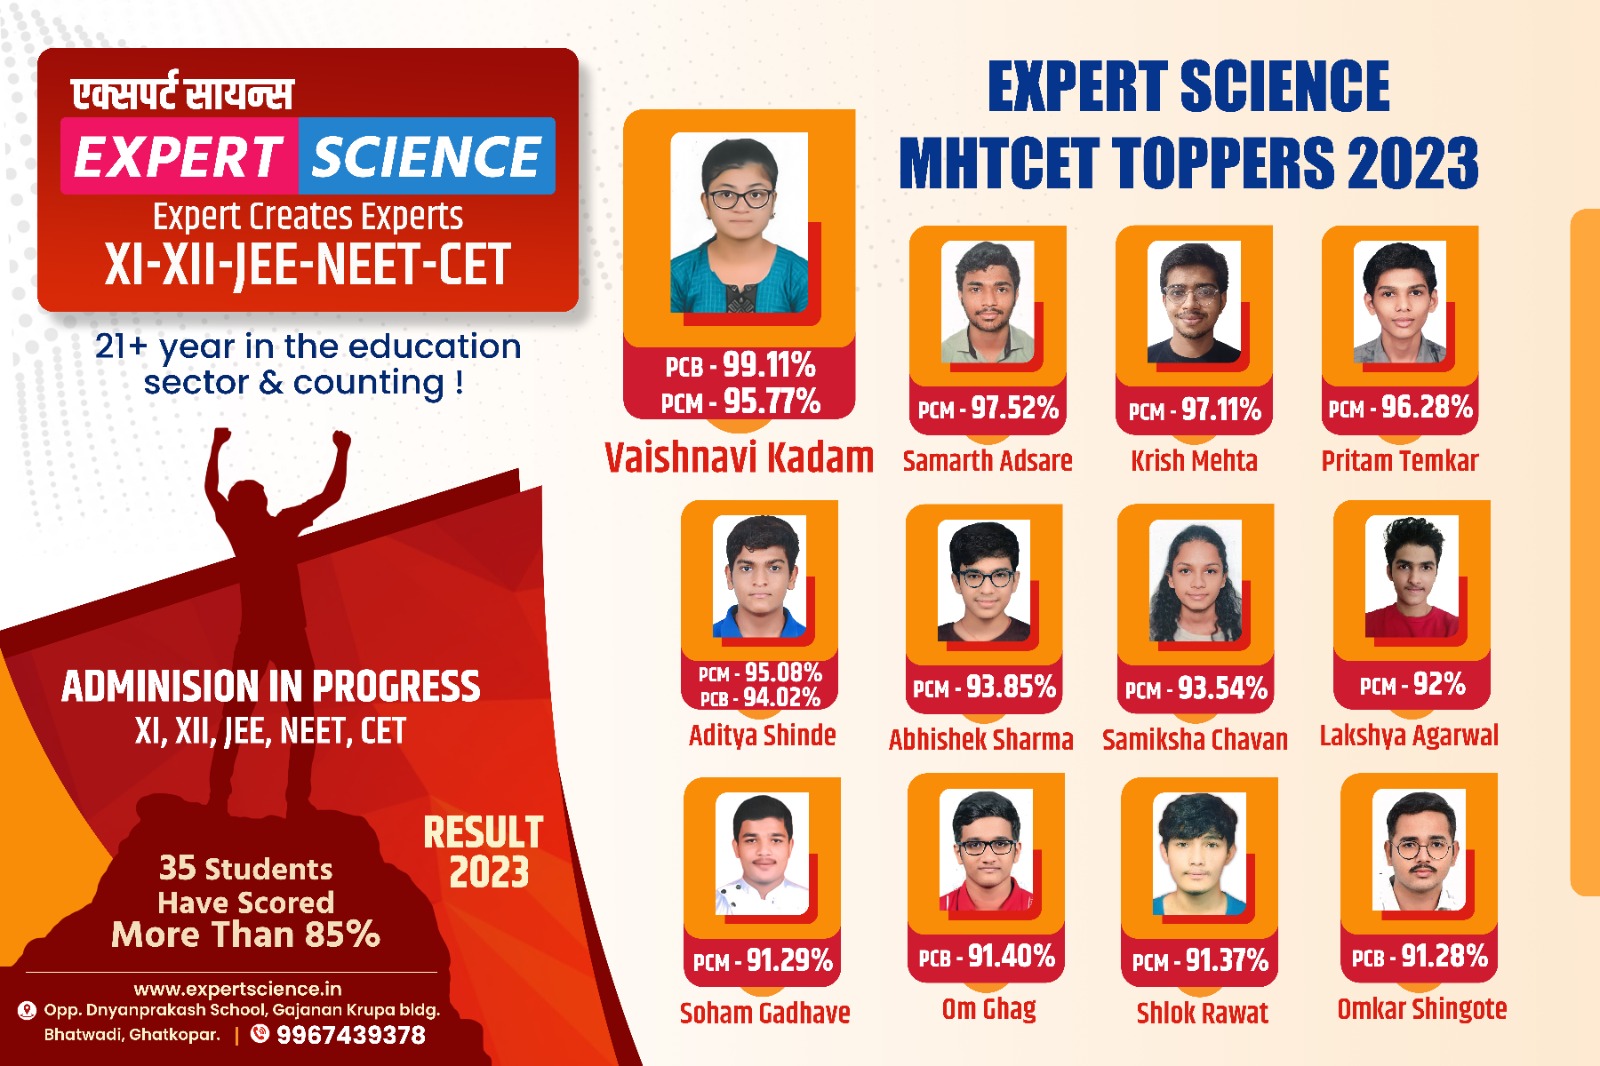 एक्सपर्ट सायन्स
EXPERT SCIENCE
Expert Creates Experts
XI-XII-JEE-NEET-CET
21+ year in the education
sector & counting !
ADMINISION IN PROGRESS
XI, XII, JEE, NEET, CET
RESULT
2023
35 Students
Have Scored
More Than 85%
www.expertscience.in
Opp. Dnyanprakash School, Gajanan Krupa bldg.
Bhatwadi, Ghatkopar. | 9967439378
EXPERT SCIENCE
MHTCET TOPPERS 2023
PCB - 99.11%
PCM - 95.77%
Vaishnavi Kadam
PCM - 97.52%
Samarth Adsare
PCM - 97.11%
Krish Mehta
PCM - 96.28%
Pritam Temkar
PCM - 95.08%
PCB - 94.02%
Aditya Shinde
PCM - 93.85%
Abhishek Sharma
PCM - 93.54%
Samiksha Chavan
PCM - 92%
Lakshya Agarwal
PCM - 91.29%
Soham Gadhave
PCB - 91.40%
Om Ghag
PCM - 91.37%
Shlok Rawat
PCB - 91.28%
Omkar Shingote